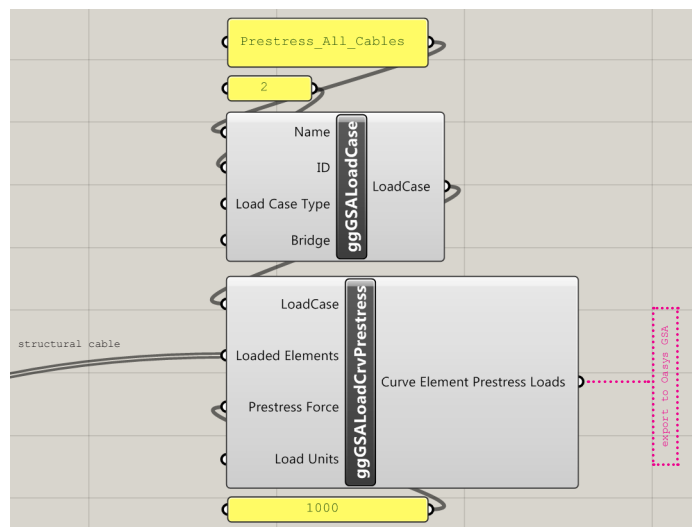 Prestress_All_Cables
2
Name
ID
Load Case Type
Bridge
ggGSALoadCase
LoadCase
structural cable
LoadCase
Loaded Elements
Prestress Force
Load Units
ggGSALoadCrvPrestress
Curve Element Prestress Loads
export to Oasys GSA
1000